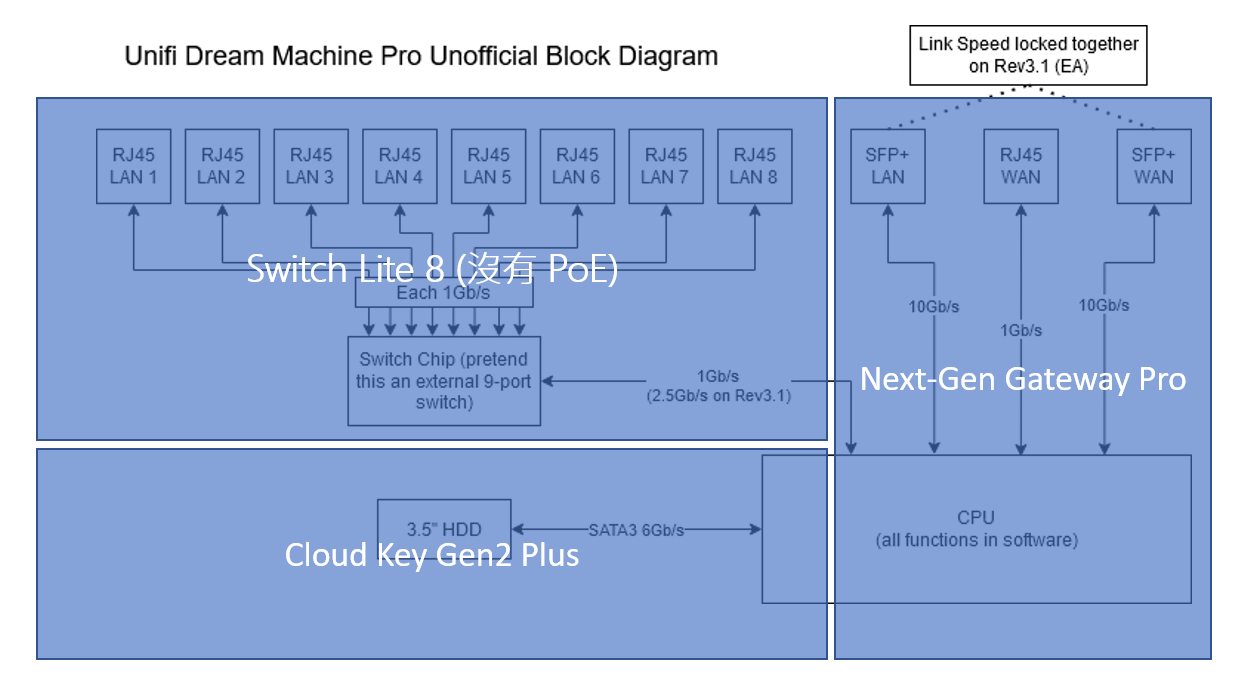 Unifi Dream Machine Pro Unofficial Block Diagram
Link Speed locked together
on Rev3.1 (EA)
RJ45
LAN 1
RJ45
LAN 2
RJ45
LAN 3
RJ45
LAN 4
RJ45
LAN 5
RJ45
LAN 6
RJ45
LAN 7
RJ45
LAN 8
SFP+
LAN
RJ45
WAN
SFP+
WAN
Switch Lite 8 (沒有 PoE)
Each 1Gb/s
10Gb/s
1Gb/s
10Gb/s
Switch Chip (pretend
this an external 9-port
switch)
1Gb/s
(2.5Gb/s on Rev3.1)
Next-Gen Gateway Pro
3.5" HDD
SATA3 6Gb/s
Cloud Key Gen2 Plus
CPU
(all functions in software)